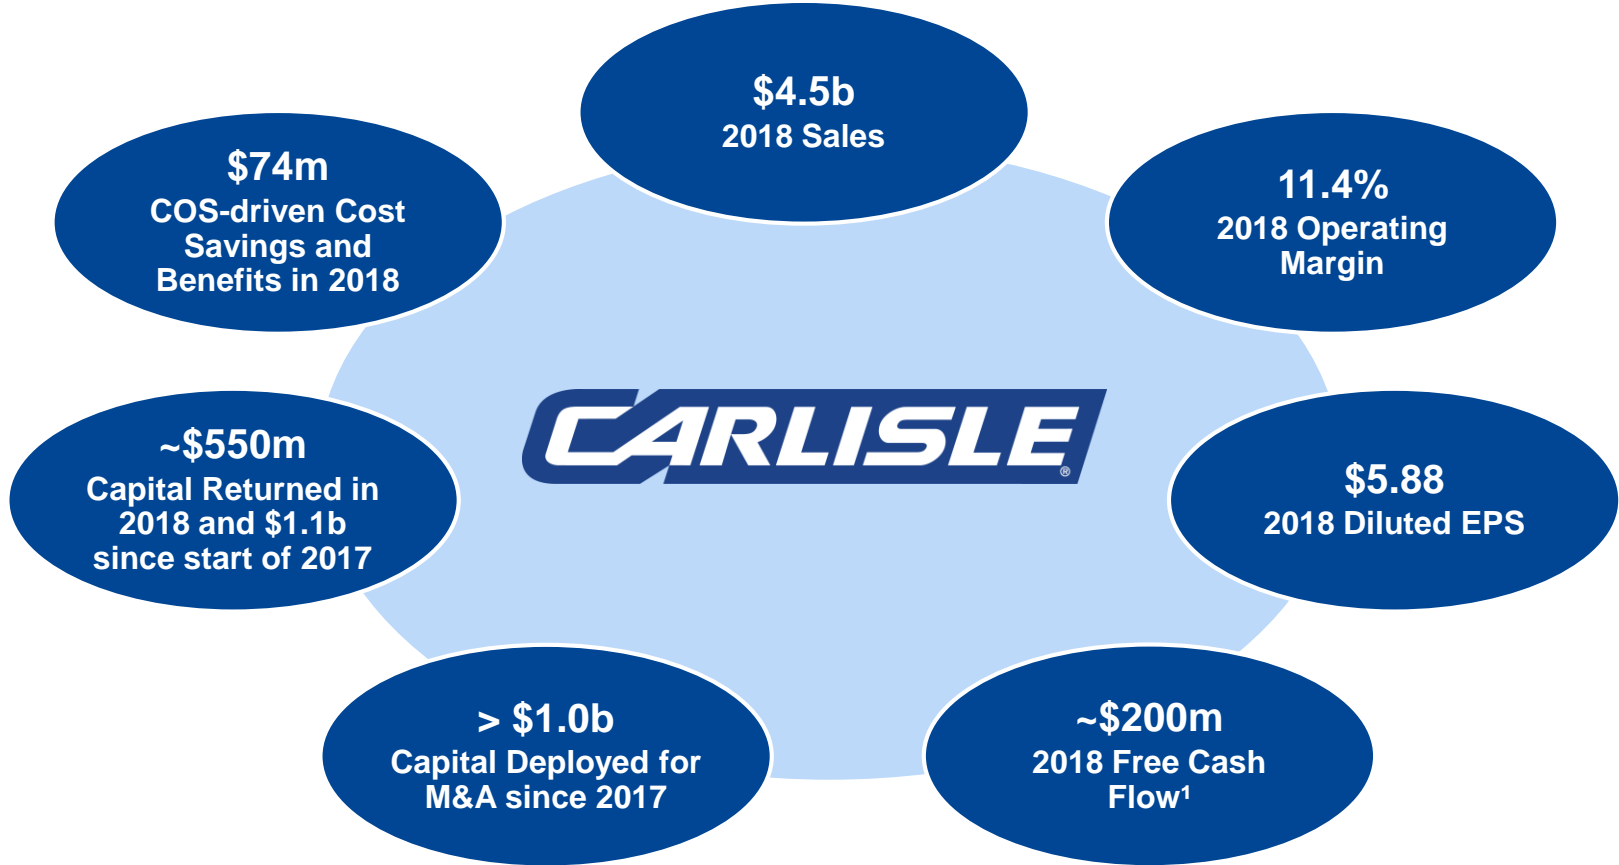 $4.5b
2018 Sales
11.4%
2018 Operating
Margin
$5.88
2018 Diluted EPS
~$200m
2018 Free Cash
Flow¹
> $1.0b
Capital Deployed for
M&A since 2017
~$550m
Capital Returned in
2018 and $1.1b
since start of 2017
$74m
COS-driven Cost
Savings and
Benefits in 2018
CARLISLE®